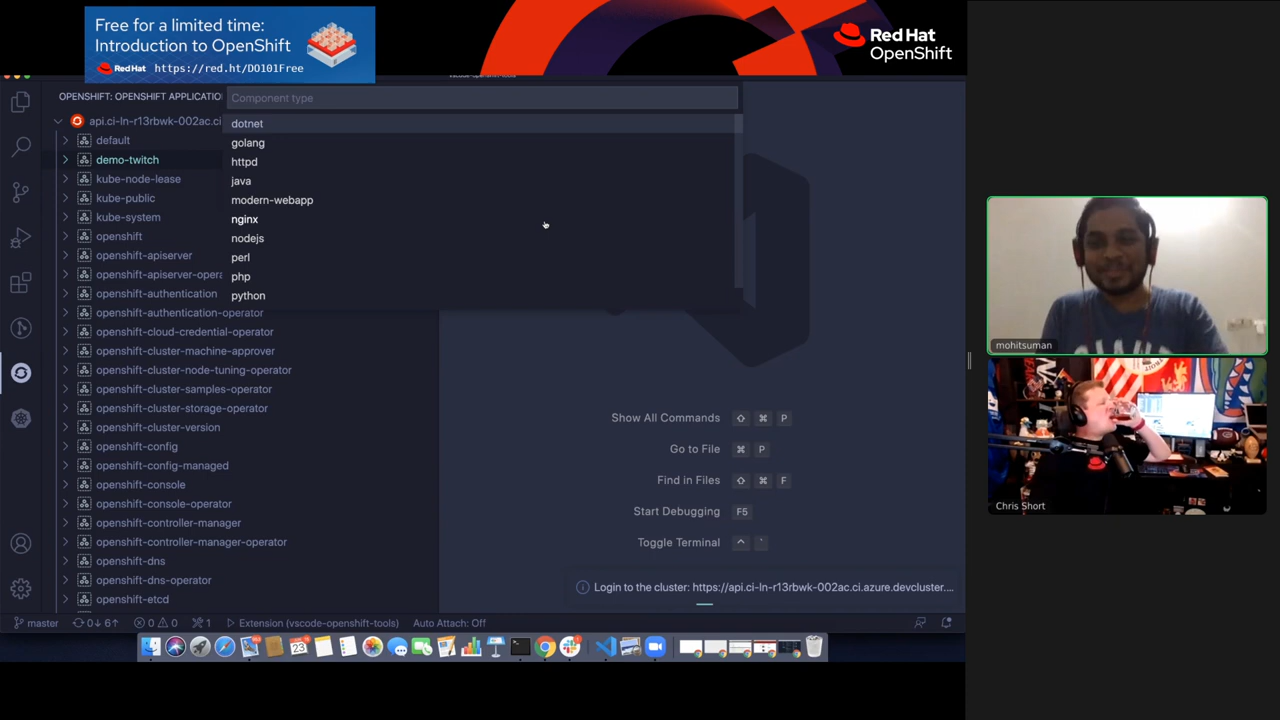 Free for a limited time:
Introduction to OpenShift
Red Hat https://red.ht/DO101Free
Red Hat
OpenShift
OPENSHIFT: OPENSHIFT APPLICATIO
Component type
api.ci-ln-r13rbwk-002ac.ci
default
demo-twitch
kube-node-lease
kube-public
kube-system
openshift
openshift-apiserver
openshift-apiserver-opera
openshift-authentication
openshift-authentication-operator
openshift-cloud-credential-operator
openshift-cluster-machine-approver
openshift-cluster-node-tuning-operator
openshift-cluster-samples-operator
openshift-cluster-storage-operator
openshift-cluster-version
openshift-config
openshift-config-managed
openshift-console
openshift-console-operator
openshift-controller-manager
openshift-controller-manager-operator
openshift-dns
openshift-dns-operator
openshift-etcd
dotnet
golang
httpd
java
modern-webapp
nginx
nodejs
perl
php
python
Show All Commands ⇧ ⌘ P
Go to File ⌘ P
Find in Files ⇧ ⌘ F
Start Debugging F5
Toggle Terminal ^ `
Login to the cluster: https://api.ci-ln-r13rbwk-002ac.ci.azure.devcluster....
master 0↓ 6↑ 0 0 1 Extension (vscode-openshift-tools) Auto Attach: Off
mohitsuman
Chris Short